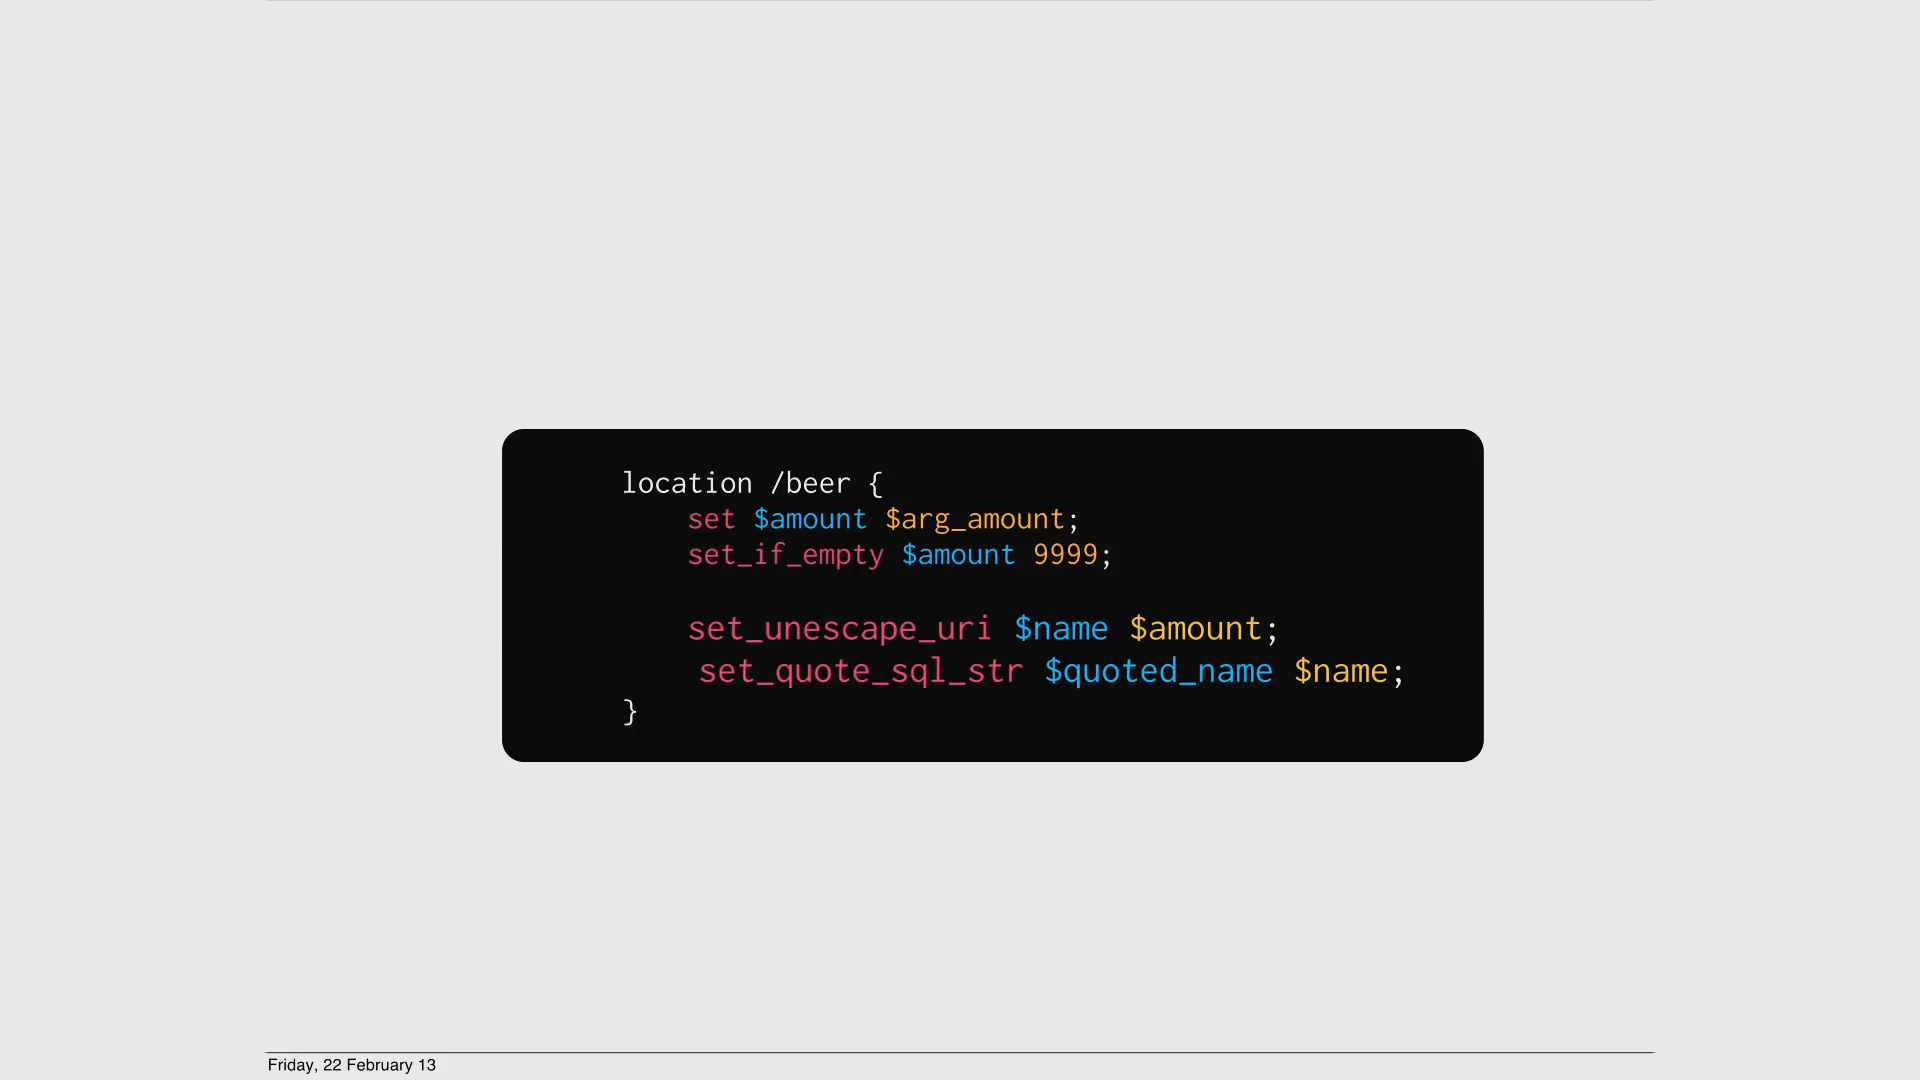 location /beer {
set $amount $arg_amount;
set_if_empty $amount 9999;
set_unescape_uri $name $amount;
set_quote_sql_str $quoted_name $name;
}
Friday, 22 February 13